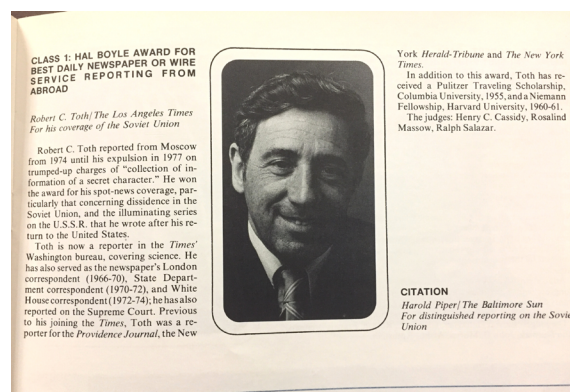 CLASS 1: HAL BOYLE AWARD FOR
BEST DAILY NEWSPAPER OR WIRE
SERVICE REPORTING FROM
ABROAD
Robert C. Toth/The Los Angeles Times
For his coverage of the Soviet Union
Robert C. Toth reported from Moscow
from 1974 until his expulsion in 1977 on
trumped-up charges of “collection of in-
formation of a secret character.” He won
the award for his spot-news coverage, par-
ticularly that concerning dissidence in the
Soviet Union, and the illuminating series
on the U.S.S.R. that he wrote after his re-
turn to the United States.
Toth is now a reporter in the Times'
Washington bureau, covering science. He
has also served as the newspaper's London
correspondent (1966-70), State Depart-
ment correspondent (1970-72), and White
House correspondent (1972-74); he has also
reported on the Supreme Court. Previous
to his joining the Times, Toth was a re-
porter for the Providence Journal, the New
York Herald-Tribune and The New York
Times.
In addition to this award, Toth has re-
ceived a Pulitzer Traveling Scholarship,
Columbia University, 1955, and a Niemann
Fellowship, Harvard University, 1960-61.
The judges: Henry C. Cassidy, Rosalind
Massow, Ralph Salazar.
CITATION
Harold Piper/The Baltimore Sun
For distinguished reporting on the Sovie
Union